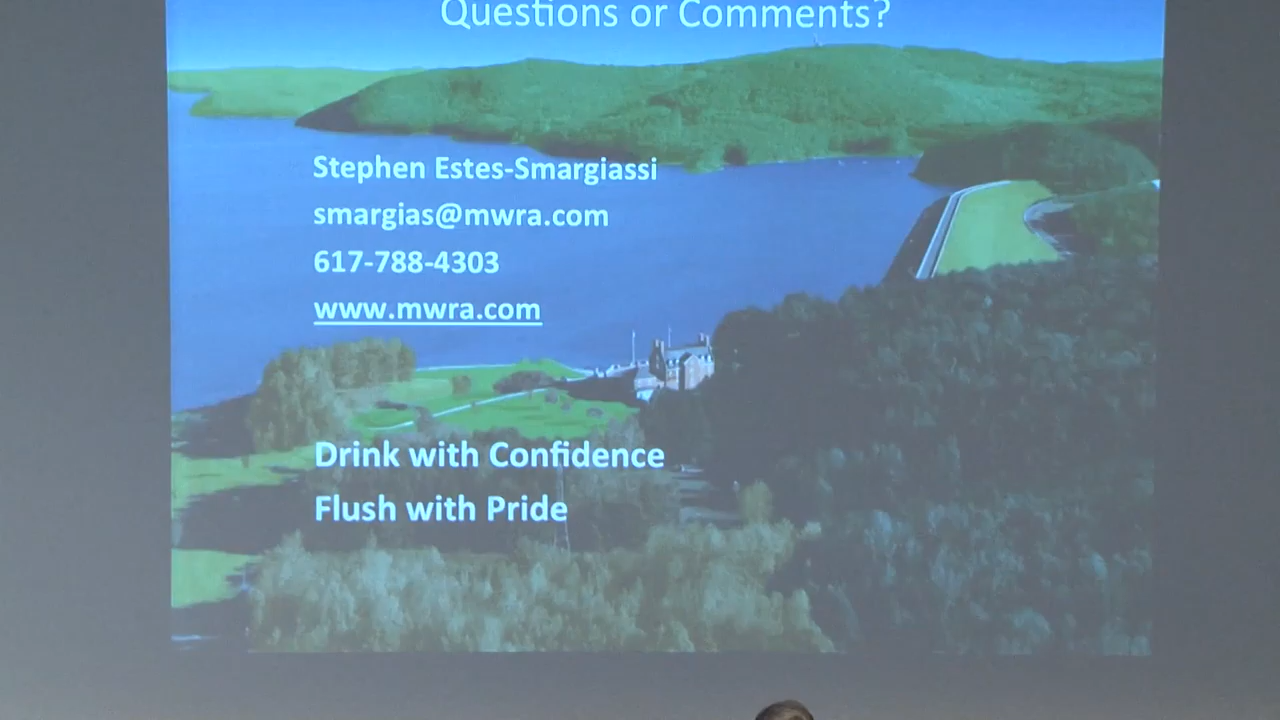 Questions or Comments?
Stephen Estes-Smargiassi
smargias@mwra.com
617-788-4303
www.mwra.com
Drink with Confidence
Flush with Pride